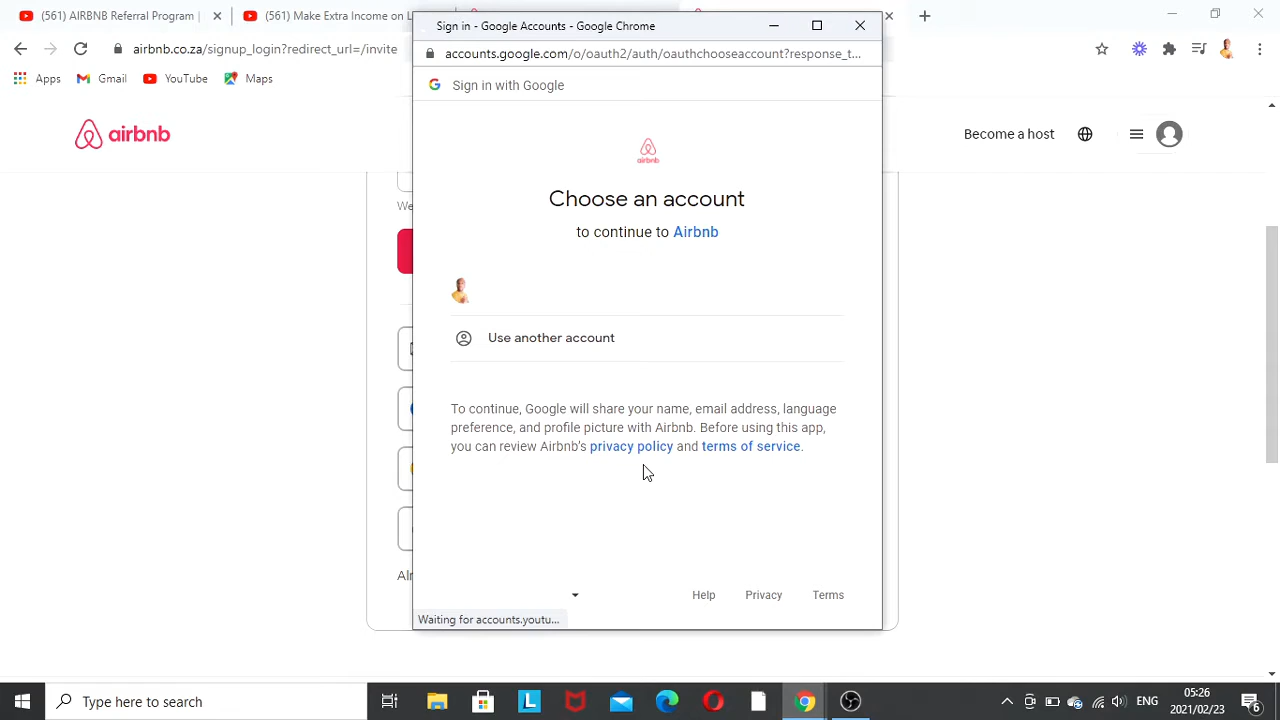 (561) AIRBNB Referral Program |
(561) Make Extra Income on L
Sign in - Google Accounts - Google Chrome
airbnb.co.za/signup_login?redirect_url=/invite
accounts.google.com/o/oauth2/auth/oauthchooseaccount?response_t...
Apps
Gmail
YouTube
Maps
Sign in with Google
airbnb
Become a host
airbnb
Choose an account
to continue to Airbnb
We
Use another account
To continue, Google will share your name, email address, language
preference, and profile picture with Airbnb. Before using this app,
you can review Airbnb's privacy policy and terms of service.
Alr
Help
Privacy
Terms
Waiting for accounts.youtu...
Type here to search
L
ENG
05:26
2021/02/23
6